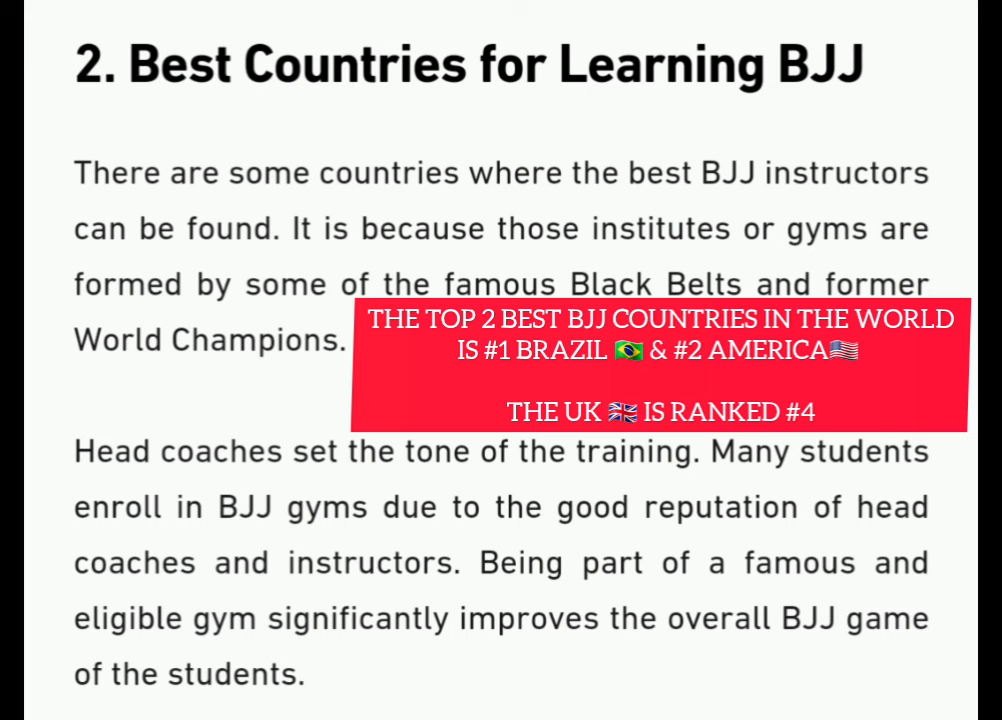 2. Best Countries for Learning BJJ
There are some countries where the best BJJ instructors
can be found. It is because those institutes or gyms are
formed by some of the famous Black Belts and former
World Champions.
THE TOP 2 BEST BJJ COUNTRIES IN THE WORLD
IS #1 BRAZIL 🇧🇷 & #2 AMERICA🇺🇸
THE UK 🇬🇧 IS RANKED #4
Head coaches set the tone of the training. Many students
enroll in BJJ gyms due to the good reputation of head
coaches and instructors. Being part of a famous and
eligible gym significantly improves the overall BJJ game
of the students.